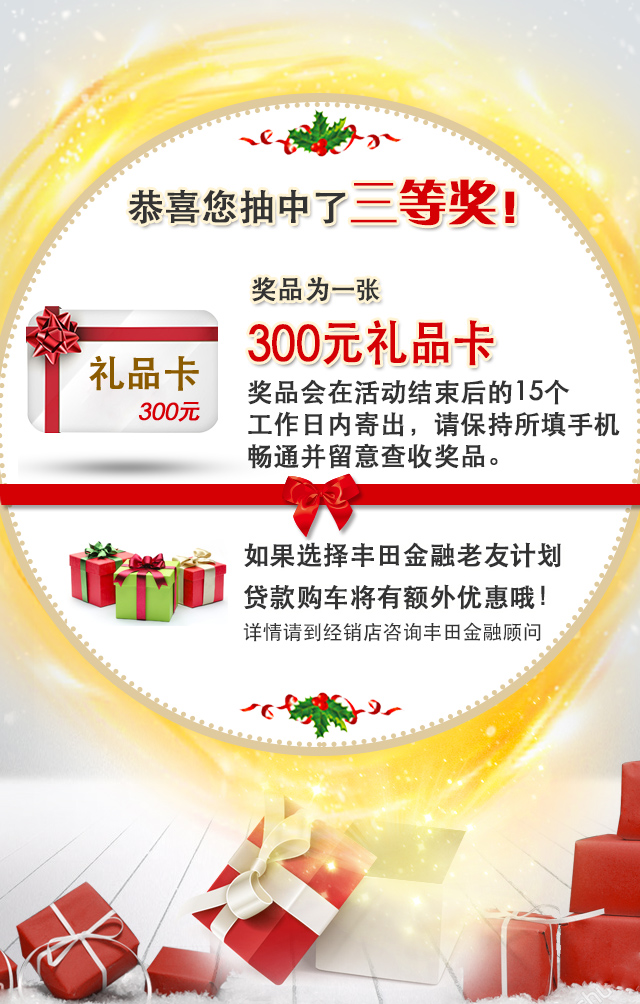 恭喜您抽中了三等奖！
奖品为一张
300元礼品卡
礼品卡
300元
奖品会在活动结束后的15个
工作日内寄出，请保持所填手机
畅通并留意查收奖品。
如果选择丰田金融老友计划
贷款购车将有额外优惠哦！
详情请到经销店咨询丰田金融顾问